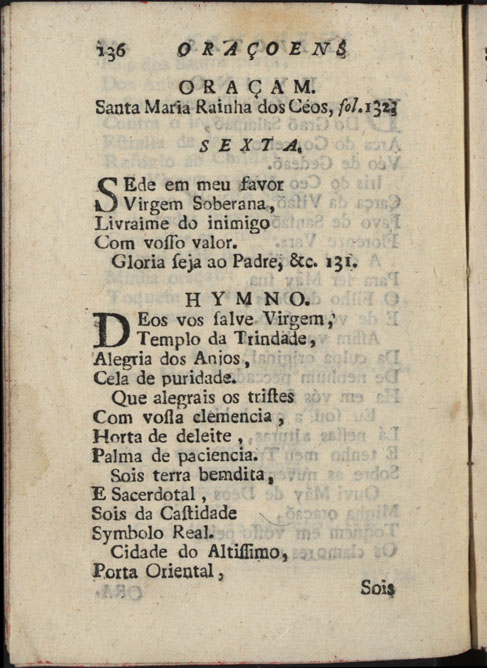 136 ORAÇOENS
ORAÇAM.
Santa Maria Rainha dos Céos, ſol. 132;
SEXTA.
SEde em meu favor
Virgem Soberana,
Livraime do inimigo
Com voſſo valor.
Gloria ſeja ao Padre, &c. 131.
HYMNO.
DEos vos ſalve Virgem,
Templo da Trindade,
Alegria dos Anjos,
Cela de puridade.
Que alegrais os triſtes
Com voſſa clemencia,
Horta de deleite,
Palma de paciencia.
Sois terra bemdita,
E Sacerdotal,
Sois da Caſtidade
Symbolo Real.
Cidade do Altiſſimo,
Porta Oriental,
Sois